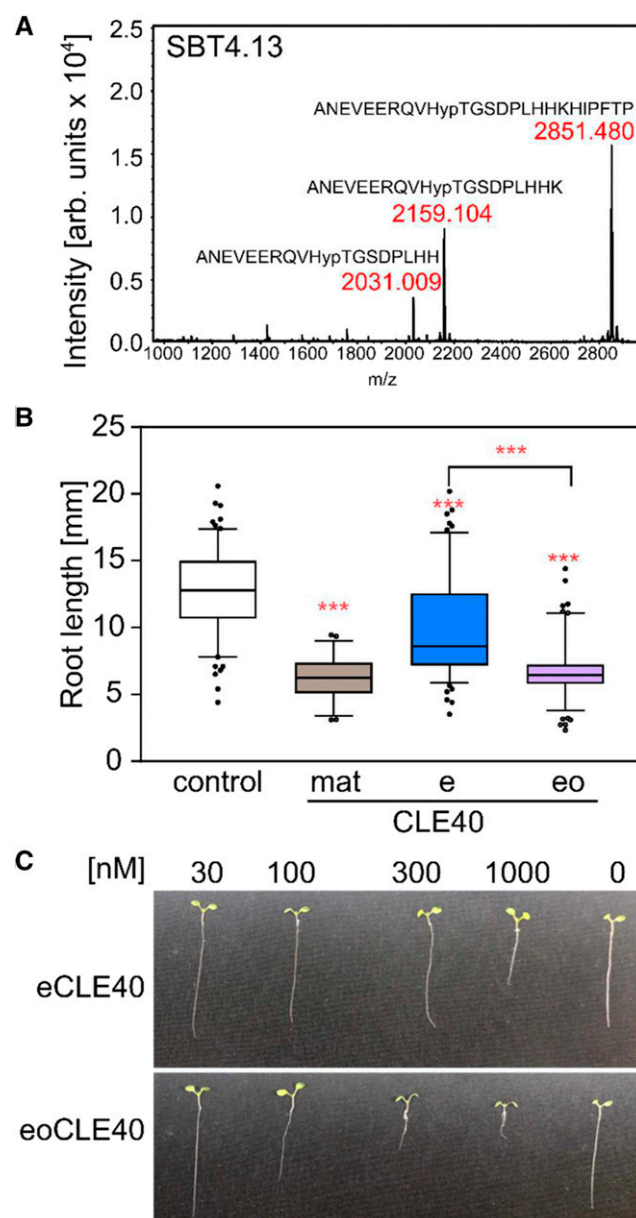 A
SBT4.13
Intensity [arb. units x 10⁴]
2.5
2.0
1.5
1.0
0.5
0.0
ANEVEERQVHypTGSDPLHHKHIPFTP
2851.480
ANEVEERQVHypTGSDPLHHK
2159.104
ANEVEERQVHypTGSDPLHH
2031.009
1000 1200 1400 1600 1800 2000 2200 2400 2600 2800
m/z
B
Root length [mm]
25
20
15
10
5
0
***
***
***
***
control mat e eo
CLE40
C
[nM] 30 100 300 1000 0
eCLE40
eoCLE40